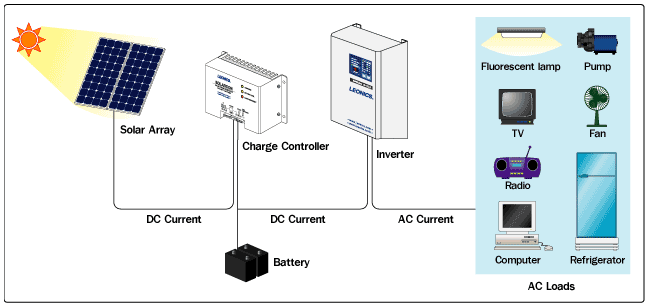 Solar Array
LEONICS
Charge Controller
LEONICS
Inverter
DC Current
DC Current
AC Current
Battery
Fluorescent lamp
Pump
TV
Fan
Radio
Computer
Refrigerator
AC Loads